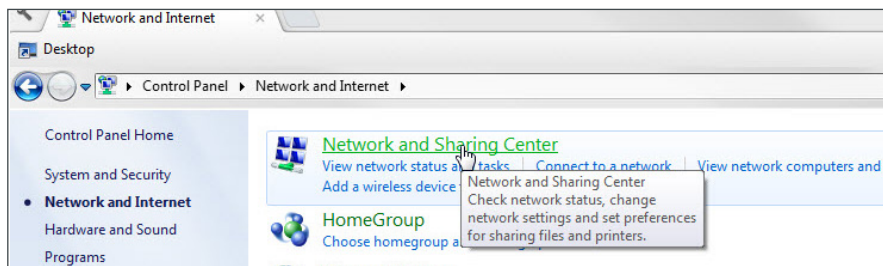 Network and Internet
Desktop
Control Panel Network and Internet
Control Panel Home
System and Security
Network and Internet
Hardware and Sound
Programs
Network and Sharing Center
View network status tasks Connect to a network View network computers and
Add a wireless device
Network and Sharing Center
Check network status, change
network settings and set preferences
for sharing files and printers.
HomeGroup
Choose homegroup